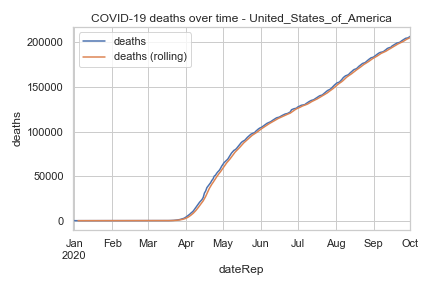 COVID-19 deaths over time - United_States_of_America
deaths
deaths (rolling)
200000
150000
100000
50000
0
deaths
Jan Feb Mar Apr May Jun Jul Aug Sep Oct
2020
dateRep